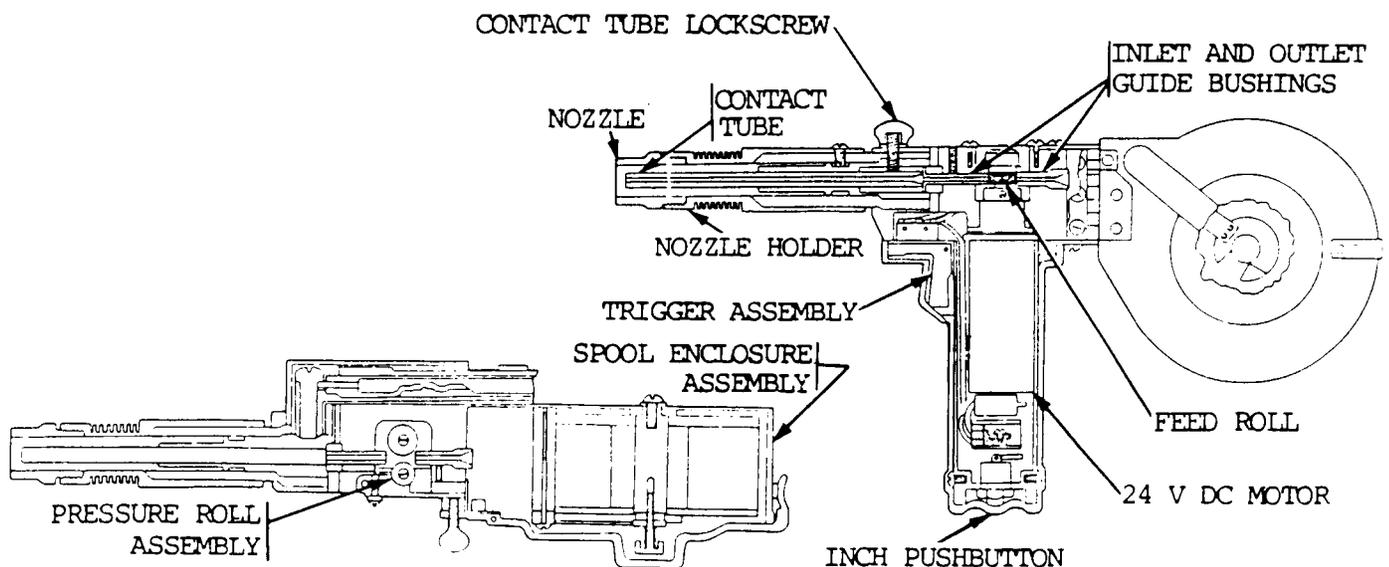 CONTACT TUBE LOCKSCREW
INLET AND OUTLET
GUIDE BUSHINGS
CONTACT
TUBE
NOZZLE
NOZZLE HOLDER
TRIGGER ASSEMBLY
SPOOL ENCLOSURE
ASSEMBLY
FEED ROLL
24 V DC MOTOR
PRESSURE ROLL
ASSEMBLY
INCH PUSHBUTTON